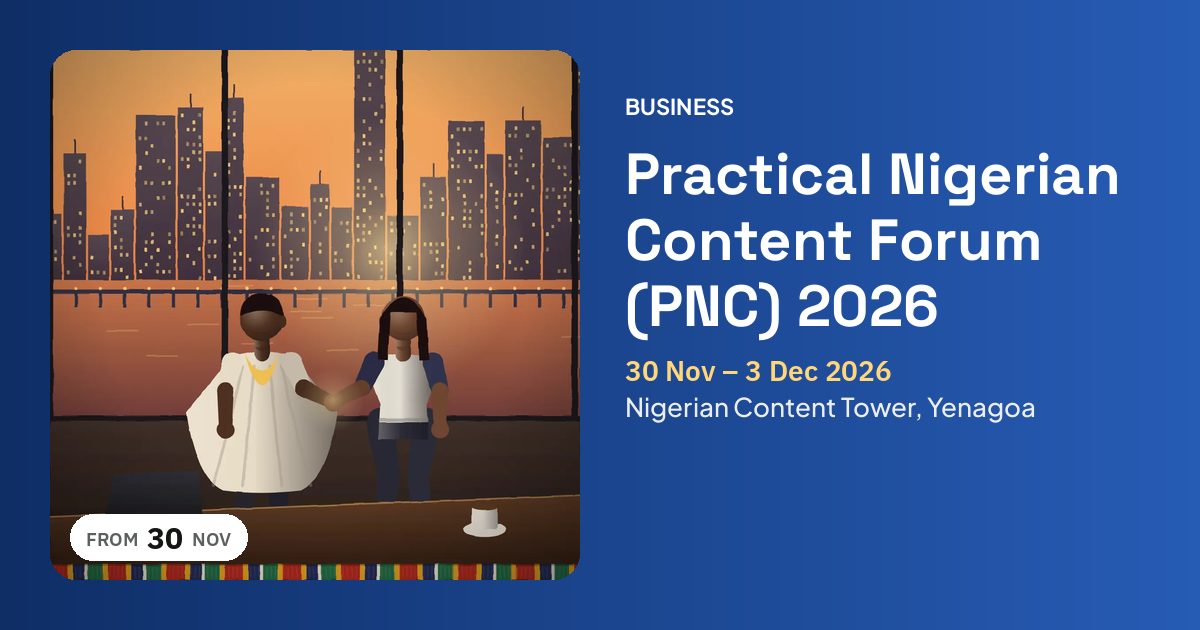 BUSINESS
Practical Nigerian
Content Forum
(PNC) 2026
30 Nov – 3 Dec 2026
Nigerian Content Tower, Yenagoa
FROM 30 NOV